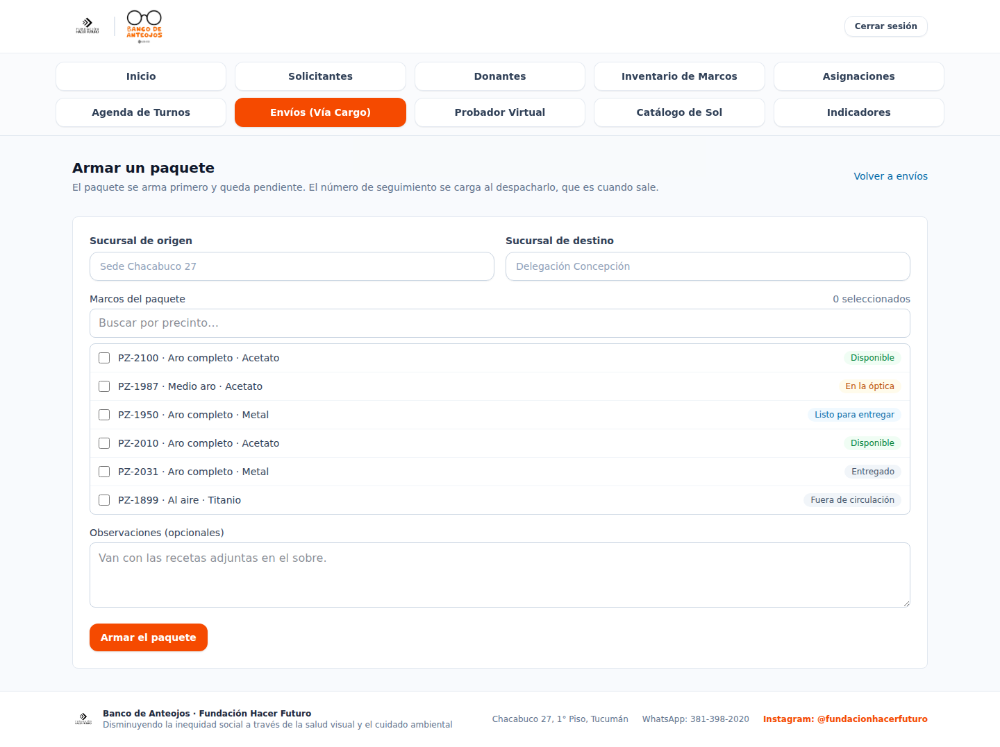 FUNDACIÓN
HACER FUTURO
BANCO DE
ANTEOJOS
Cerrar sesión
Inicio
Solicitantes
Donantes
Inventario de Marcos
Asignaciones
Agenda de Turnos
Envíos (Vía Cargo)
Probador Virtual
Catálogo de Sol
Indicadores
Armar un paquete
El paquete se arma primero y queda pendiente. El número de seguimiento se carga al despacharlo, que es cuando sale.
Volver a envíos
Sucursal de origen
Sucursal de destino
Sede Chacabuco 27
Delegación Concepción
Marcos del paquete
0 seleccionados
Buscar por precinto...
PZ-2100 · Aro completo · Acetato
Disponible
PZ-1987 · Medio aro · Acetato
En la óptica
PZ-1950 · Aro completo · Metal
Listo para entregar
PZ-2010 · Aro completo · Acetato
Disponible
PZ-2031 · Aro completo · Metal
Entregado
PZ-1899 · Al aire · Titanio
Fuera de circulación
Observaciones (opcionales)
Van con las recetas adjuntas en el sobre.
Armar el paquete
FUNDACIÓN
HACER FUTURO
Banco de Anteojos · Fundación Hacer Futuro
Disminuyendo la inequidad social a través de la salud visual y el cuidado ambiental
Chacabuco 27, 1° Piso, Tucumán
WhatsApp: 381-398-2020
Instagram: @fundacionhacerfuturo